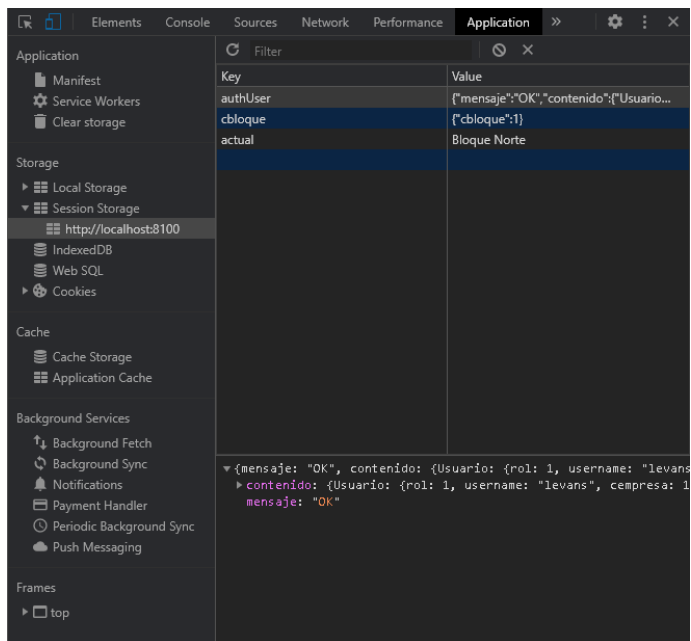 Elements Console Sources Network Performance Application »
Application
Manifest
Service Workers
Clear storage
Storage
Local Storage
Session Storage
http://localhost:8100
IndexedDB
Web SQL
Cookies
Cache
Cache Storage
Application Cache
Background Services
Background Fetch
Background Sync
Notifications
Payment Handler
Periodic Background Sync
Push Messaging
Frames
top
Filter
Key Value
authUser {"mensaje":"OK","contenido":{"Usuario...
cbloque {"cbloque":1}
actual Bloque Norte
{mensaje: "OK", contenido: {Usuario: {rol: 1, username: "levans
contenido: {Usuario: {rol: 1, username: "levans", cempresa: 1
mensaje: "OK"